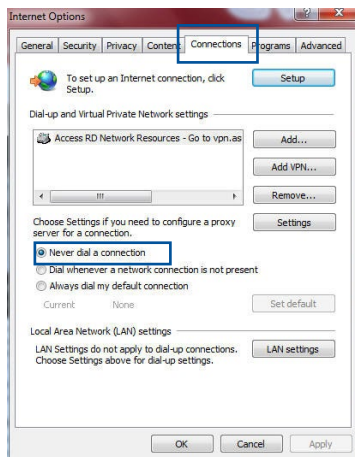 Internet Options
General Security Privacy Content Connections Programs Advanced
To set up an Internet connection, click
Setup.
Setup
Dial-up and Virtual Private Network settings
Access RD Network Resources - Go to vpn.as
Add...
Add VPN...
Remove...
Choose Settings if you need to configure a proxy
server for a connection.
Settings
Never dial a connection
Dial whenever a network connection is not present
Always dial my default connection
Current None
Set default
Local Area Network (LAN) settings
LAN Settings do not apply to dial-up connections.
Choose Settings above for dial-up settings.
LAN settings
OK Cancel Apply